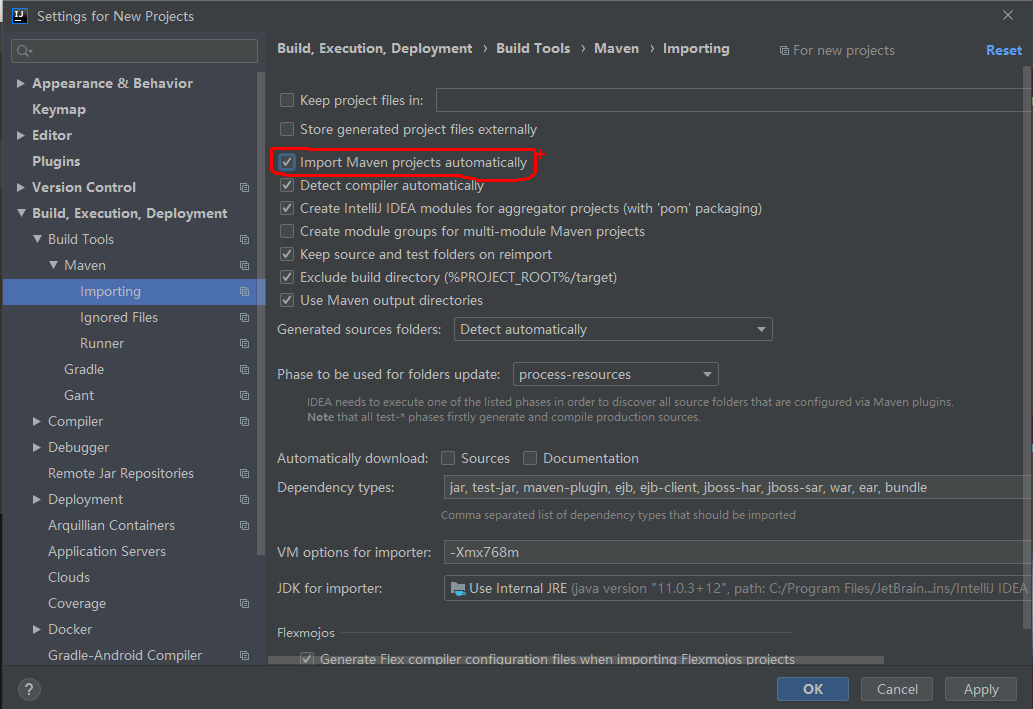 Settings for New Projects
Build, Execution, Deployment › Build Tools › Maven › Importing
For new projects
Reset
Appearance & Behavior
Keymap
Editor
Plugins
Version Control
Build, Execution, Deployment
Build Tools
Maven
Importing
Ignored Files
Runner
Gradle
Gant
Compiler
Debugger
Remote Jar Repositories
Deployment
Arquillian Containers
Application Servers
Clouds
Coverage
Docker
Gradle-Android Compiler
Keep project files in:
Store generated project files externally
Import Maven projects automatically
Detect compiler automatically
Create IntelliJ IDEA modules for aggregator projects (with 'pom' packaging)
Create module groups for multi-module Maven projects
Keep source and test folders on reimport
Exclude build directory (%PROJECT_ROOT%/target)
Use Maven output directories
Generated sources folders: Detect automatically
Phase to be used for folders update: process-resources
IDEA needs to execute one of the listed phases in order to discover all source folders that are configured via Maven plugins.
Note that all test-* phases firstly generate and compile production sources.
Automatically download: Sources Documentation
Dependency types: jar, test-jar, maven-plugin, ejb, ejb-client, jboss-har, jboss-sar, war, ear, bundle
Comma separated list of dependency types that should be imported
VM options for importer: -Xmx768m
JDK for importer: Use Internal JRE (java version "11.0.3+12", path: C:/Program Files/JetBrain...ins/IntelliJ IDEA
Flexmojos
Generate Flex compiler configuration files when importing Flexmojos projects
?
OK
Cancel
Apply